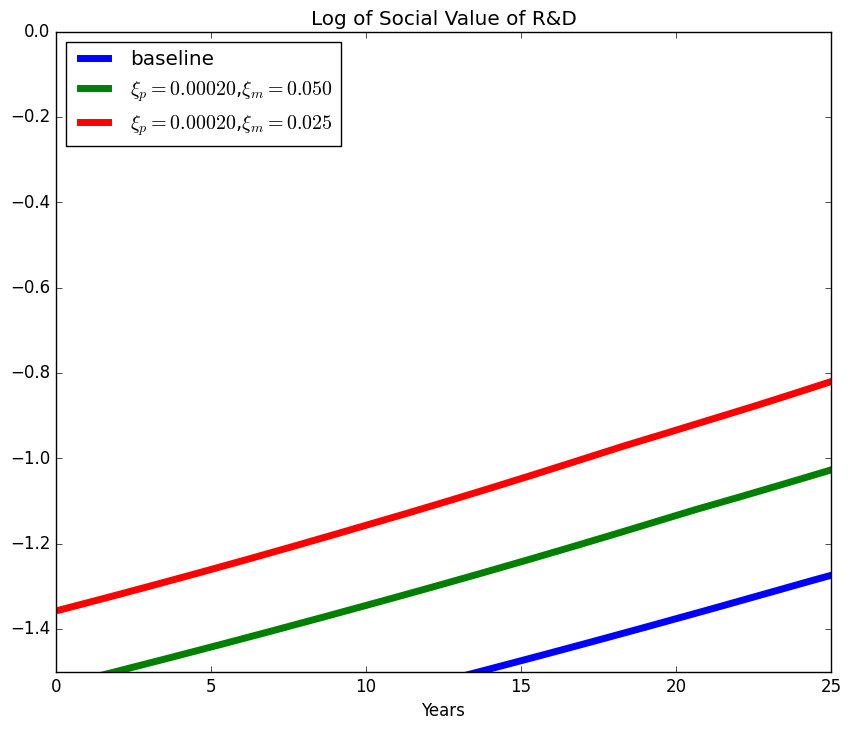 Log of Social Value of R&D
0.0
−0.2
−0.4
−0.6
−0.8
−1.0
−1.2
−1.4
baseline
ξₚ = 0.00020,ξₘ = 0.050
ξₚ = 0.00020,ξₘ = 0.025
0 5 10 15 20 25
Years